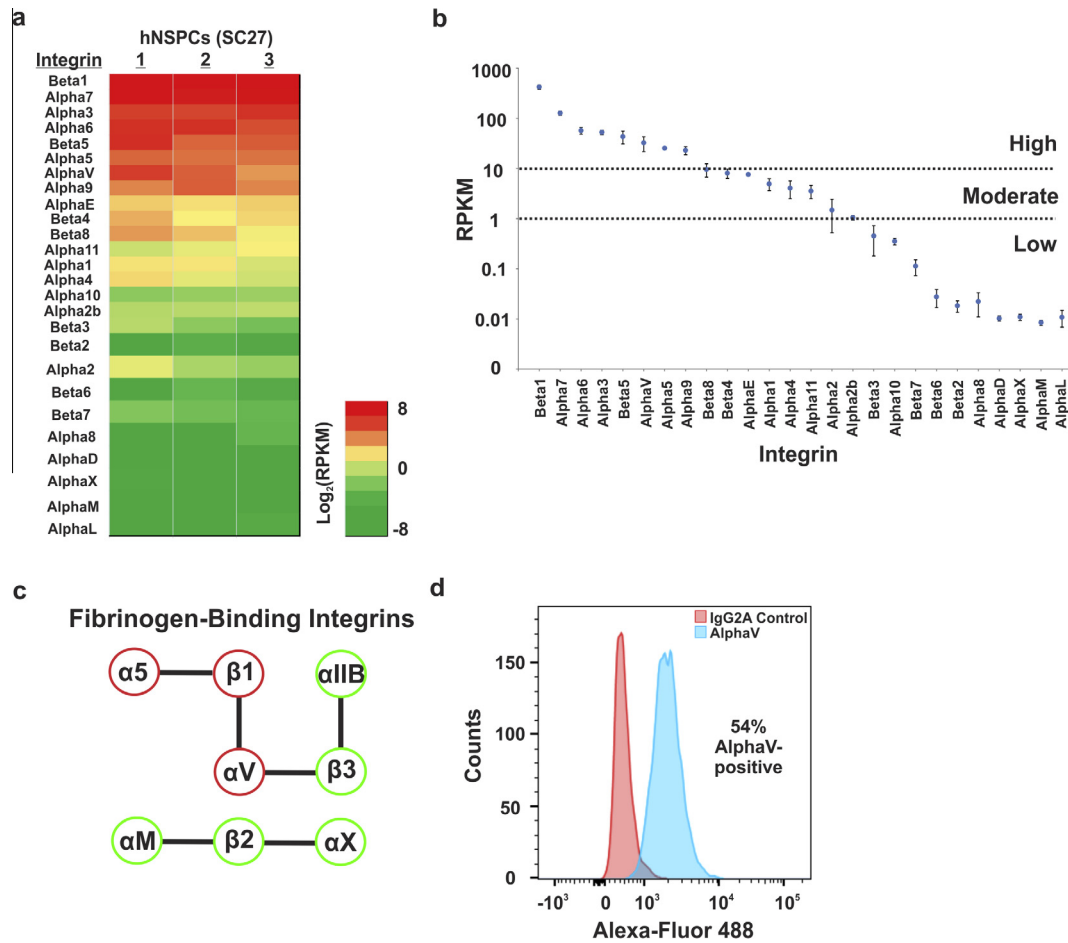 a
hNSPCs (SC27)
Integrin 1 2 3
Beta1
Alpha7
Alpha3
Alpha6
Beta5
Alpha5
AlphaV
Alpha9
AlphaE
Beta4
Beta8
Alpha11
Alpha1
Alpha4
Alpha10
Alpha2b
Beta3
Beta2
Alpha2
Beta6
Beta7
Alpha8
AlphaD
AlphaX
AlphaM
AlphaL
Log2(RPKM)
8
0
-8
b
RPKM
1000
100
10
1
0.1
0.01
0
High
Moderate
Low
Beta1
Alpha7
Alpha6
Alpha3
Beta5
AlphaV
Alpha5
Alpha9
Beta8
Beta4
AlphaE
Alpha1
Alpha4
Alpha11
Alpha2
Alpha2b
Beta3
Alpha10
Beta7
Beta6
Beta2
Alpha8
AlphaD
AlphaX
AlphaM
AlphaL
Integrin
c
Fibrinogen-Binding Integrins
α5 β1 αIIB
αV β3
αM β2 αX
d
IgG2A Control
AlphaV
Counts
150
100
50
0
54%
AlphaV-
positive
-10³ 0 10³ 10⁴ 10⁵
Alexa-Fluor 488